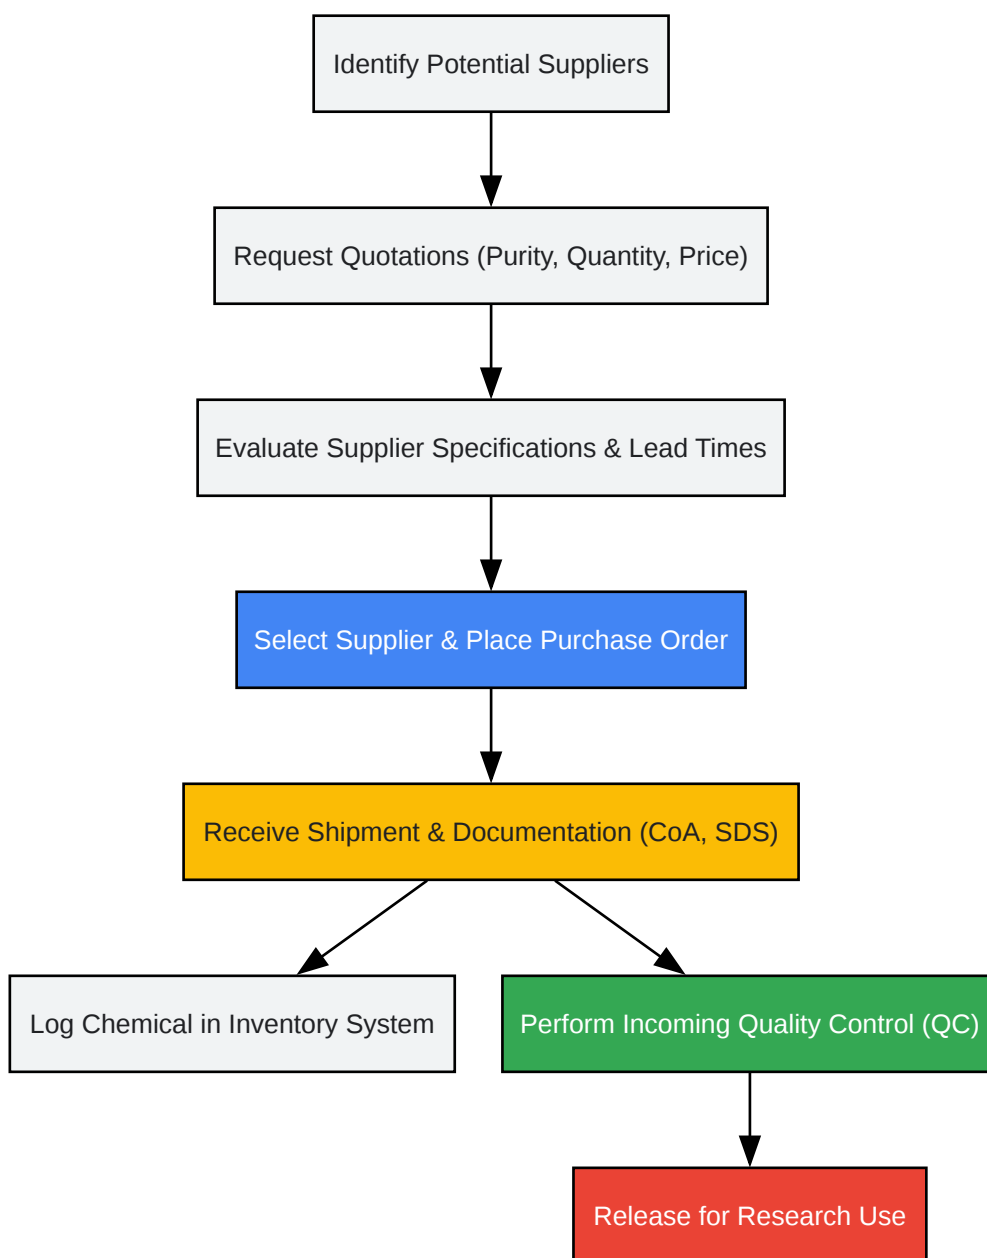 Identify Potential Suppliers
Request Quotations (Purity, Quantity, Price)
Evaluate Supplier Specifications & Lead Times
Select Supplier & Place Purchase Order
Receive Shipment & Documentation (CoA, SDS)
Log Chemical in Inventory System
Perform Incoming Quality Control (QC)
Release for Research Use